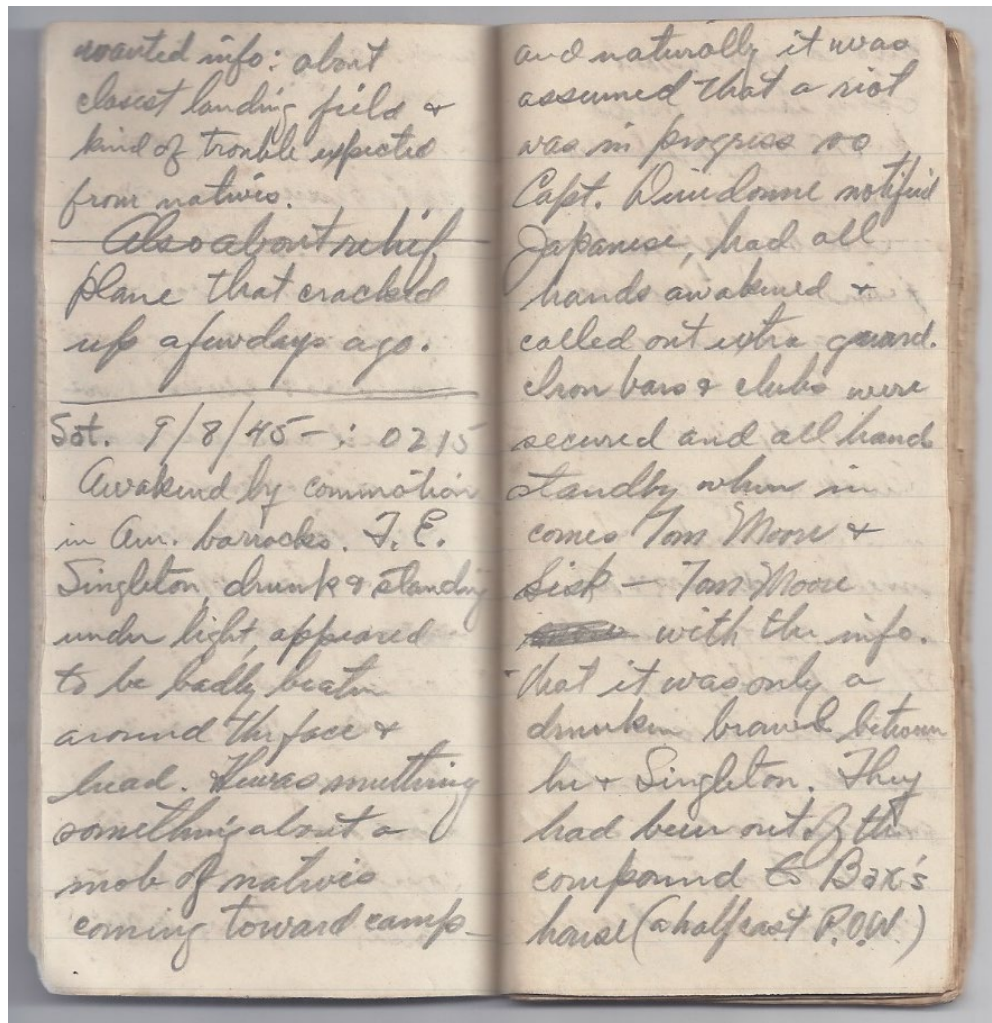 wanted info: about
closest landing field &
kind of trouble expected
from natives.
Also about relief
plane that cracked
up a few days ago.
Sat. 9/8/45 - : 0215
Awakend by commotion
in Am. barracks. F. E.
Singleton, drunk & standing
under light, appeared
to be badly beaten
around the face &
head. He was muttering
something about a
mob of natives
coming toward camp
and naturally it was
assumed that a riot
was in progress so
Capt. notified
Japanese, had all
hands awakened &
called out extra guard.
Iron bars & clubs were
secured and all hand
standby when in
comes Tom Moore &
Sisk — Tom Moore
with the info.
that it was only a
drunken brawl between
he & Singleton. They
had been out of the
compound to Bax's
house (a halfcast P.O.W.)